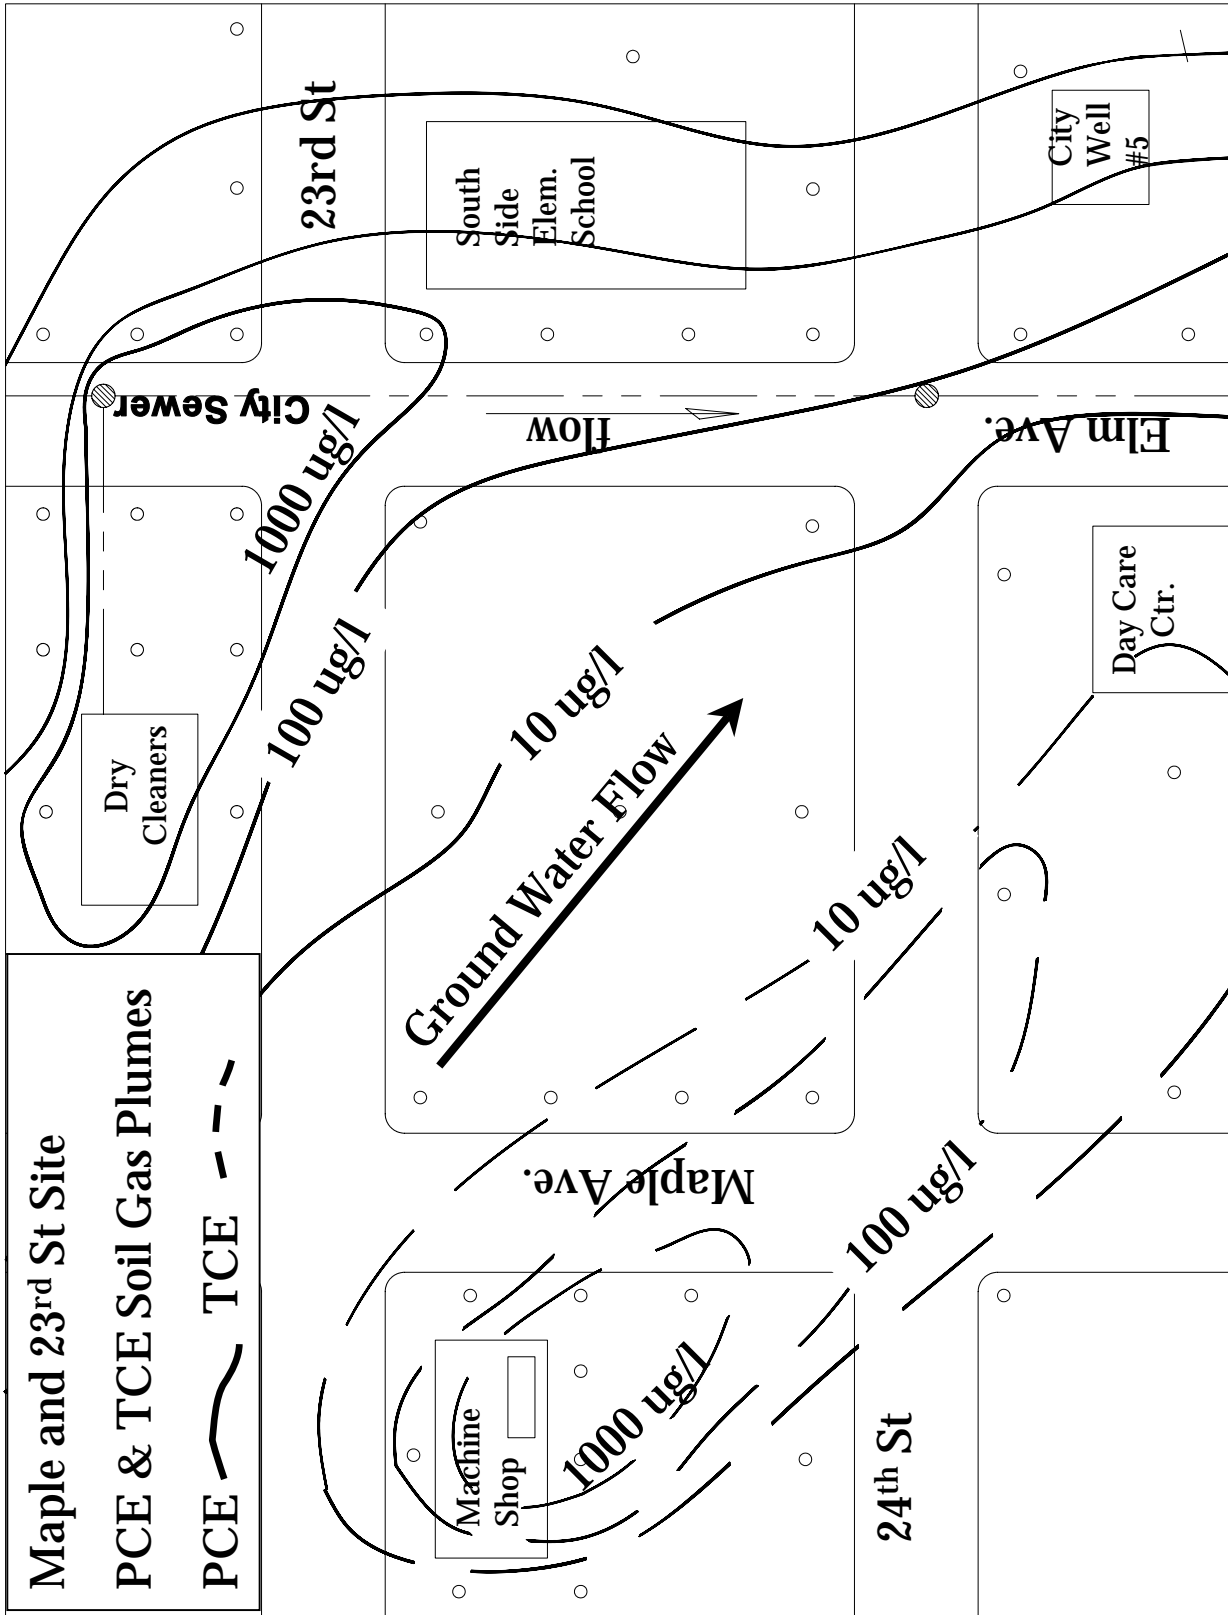 Maple and 23rd St Site
PCE & TCE Soil Gas Plumes
PCE TCE
Dry
Cleaners
City Sewer
23rd St
1000 ug/l
100 ug/l
South
Side
Elem.
School
flow
10 ug/l
Ground Water Flow
City
Well
#5
Elm Ave.
Day Care
Ctr.
10 ug/l
Maple Ave.
100 ug/l
Machine
Shop
1000 ug/l
24th St